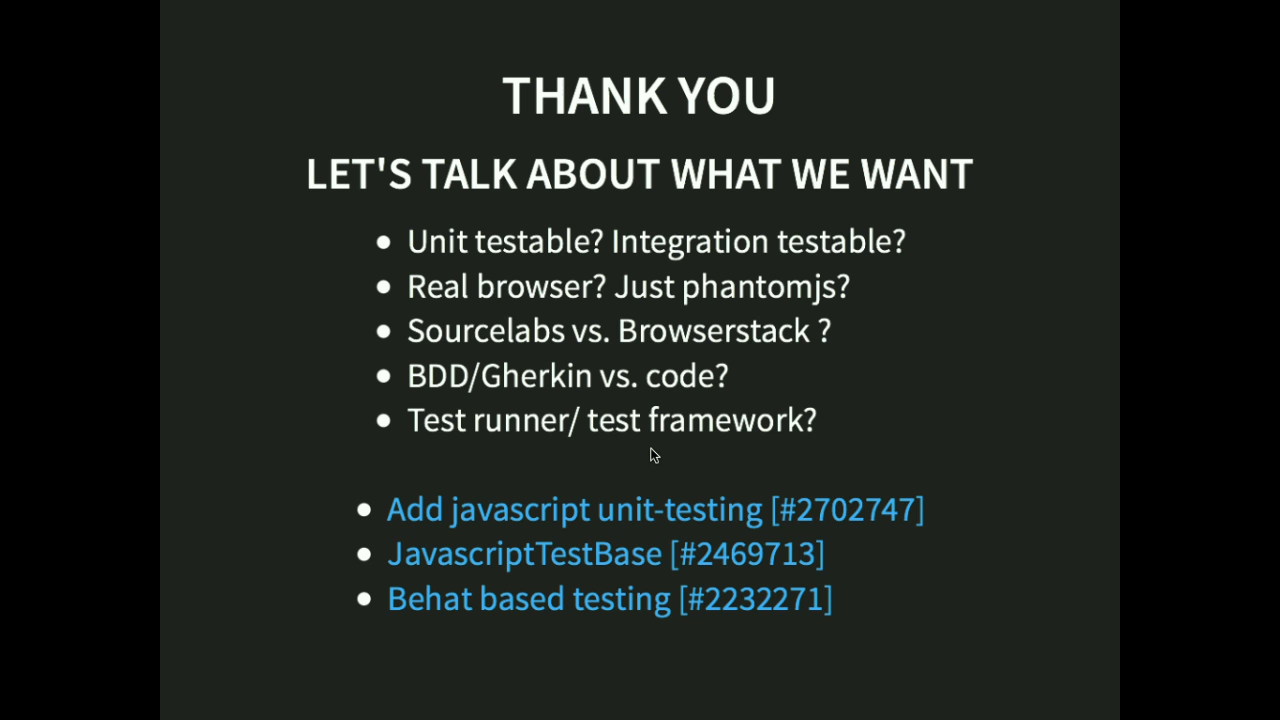 THANK YOU
LET'S TALK ABOUT WHAT WE WANT
Unit testable? Integration testable?
Real browser? Just phantomjs?
Sourcelabs vs. Browserstack ?
BDD/Gherkin vs. code?
Test runner/ test framework?
Add javascript unit-testing [#2702747]
JavascriptTestBase [#2469713]
Behat based testing [#2232271]